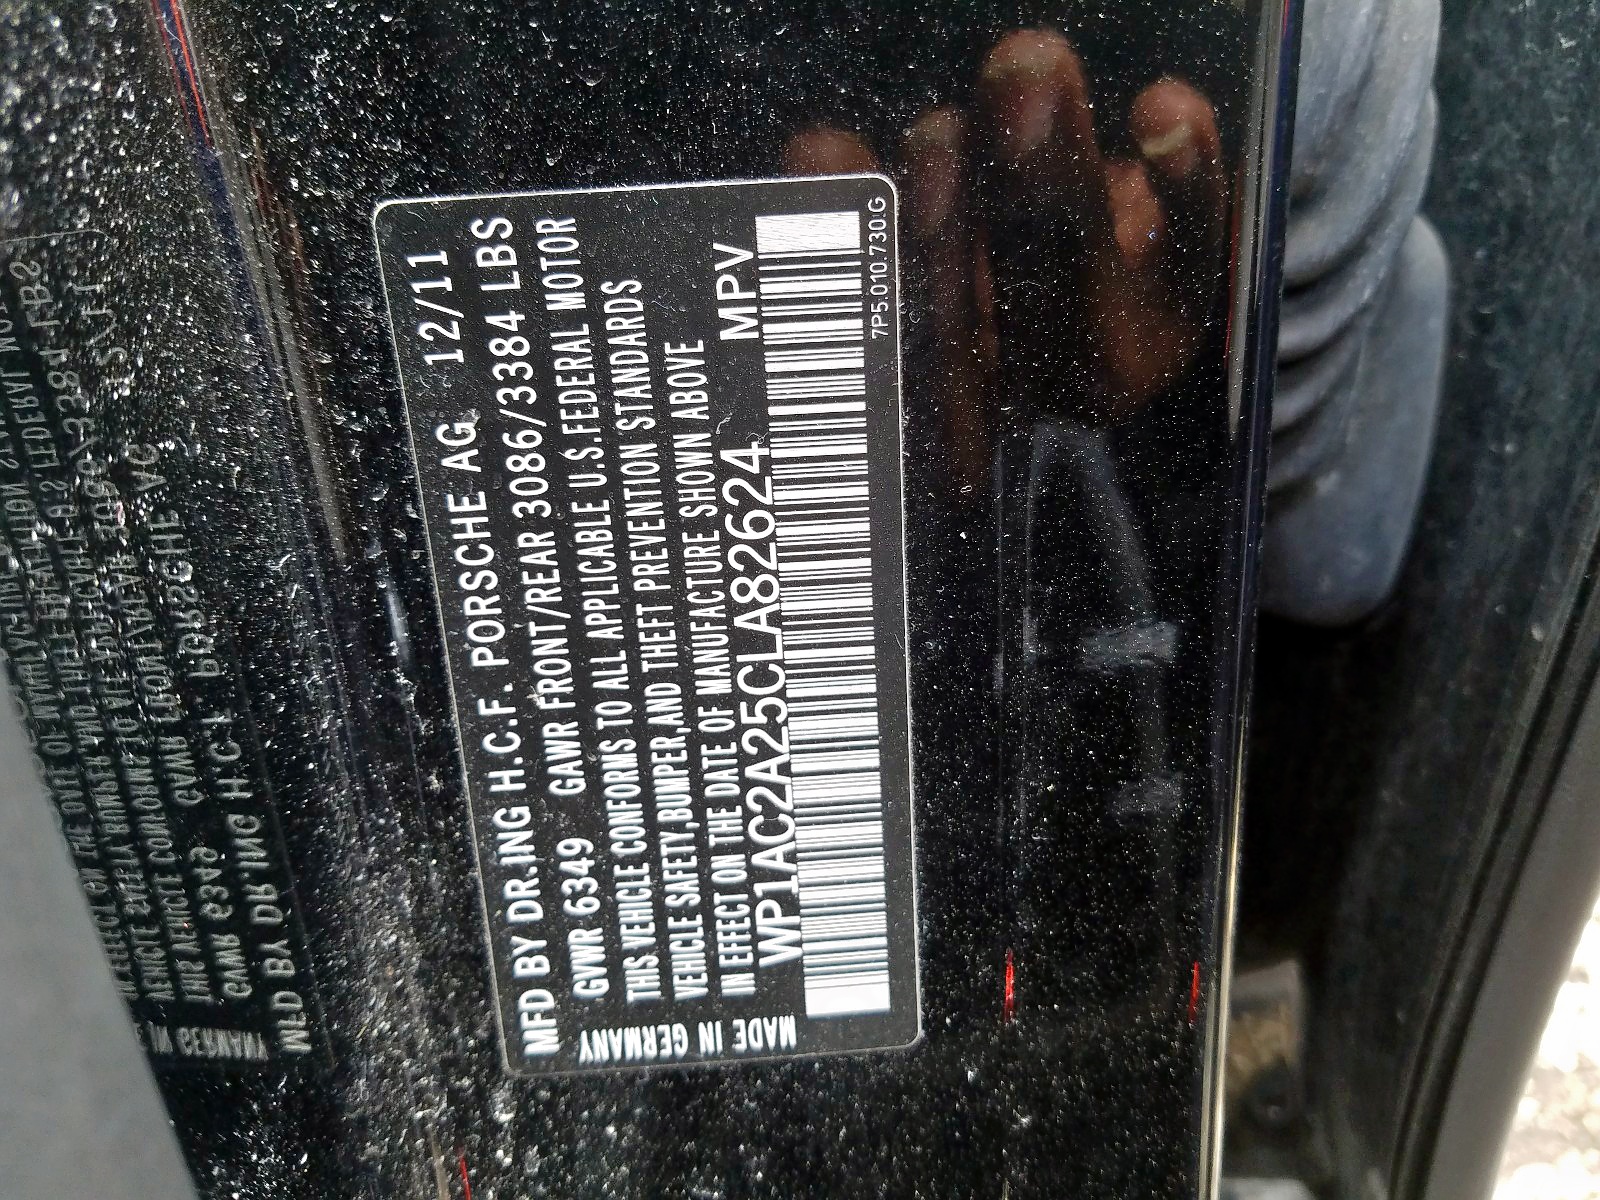 MFD BY DR.ING H.C.F. PORSCHE AG 12/11
GVWR 6349 GAWR FRONT/REAR 3086/3384 LBS
THIS VEHICLE CONFORMS TO ALL APPLICABLE U.S.FEDERAL MOTOR
VEHICLE SAFETY,BUMPER,AND THEFT PREVENTION STANDARDS
IN EFFECT ON THE DATE OF MANUFACTURE SHOWN ABOVE
WP1AC2A25CLA82624 MPV
MADE IN GERMANY
7P5.010.730.G